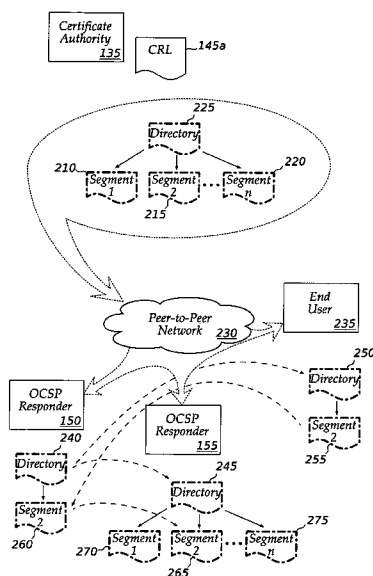 Certificate
Authority
135
CRL
145a
225
Directory
210
220
Segment
1
Segment
2
Segment
n
215
Peer-to-Peer
Network 230
End
User
235
250
Directory
OCSP
Responder
150
OCSP
Responder
155
Segment
2
255
240
Directory
245
Directory
Segment
2
260
275
270
Segment
1
Segment
2
Segment
n
265